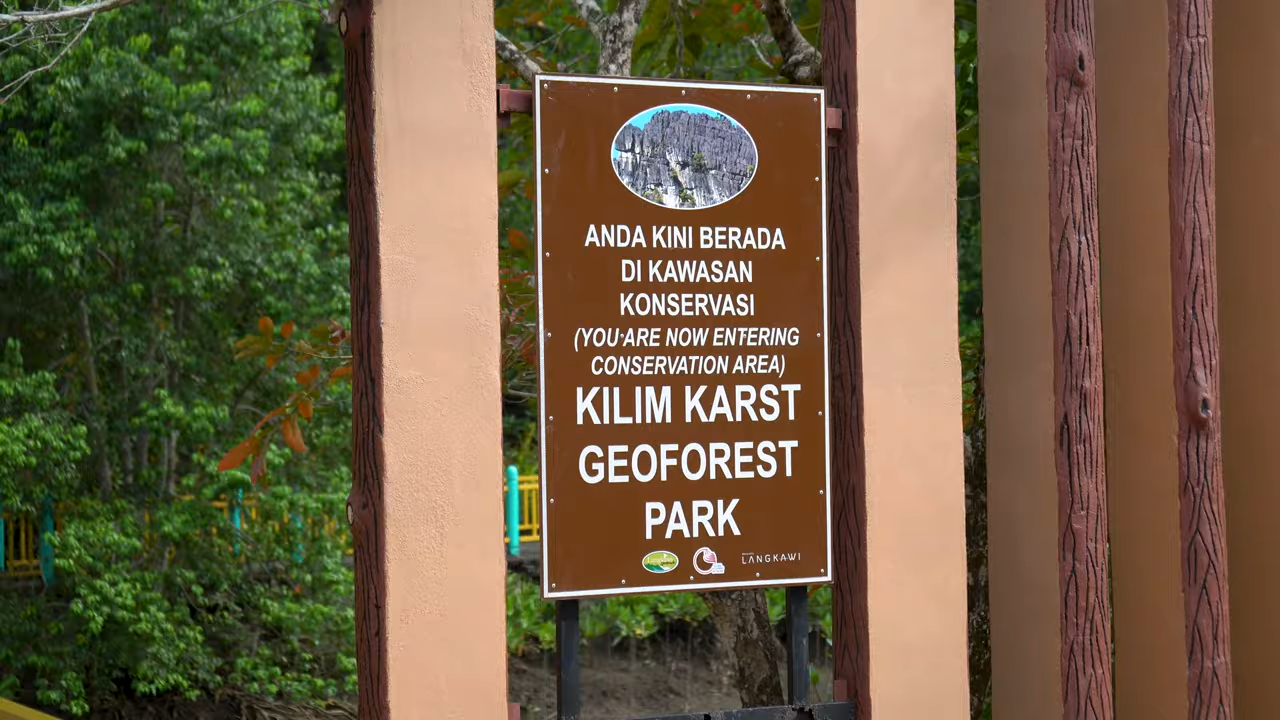 ANDA KINI BERADA
DI KAWASAN
KONSERVASI
(YOU ARE NOW ENTERING
CONSERVATION AREA)
KILIM KARST
GEOFOREST
PARK
LANGKAWI